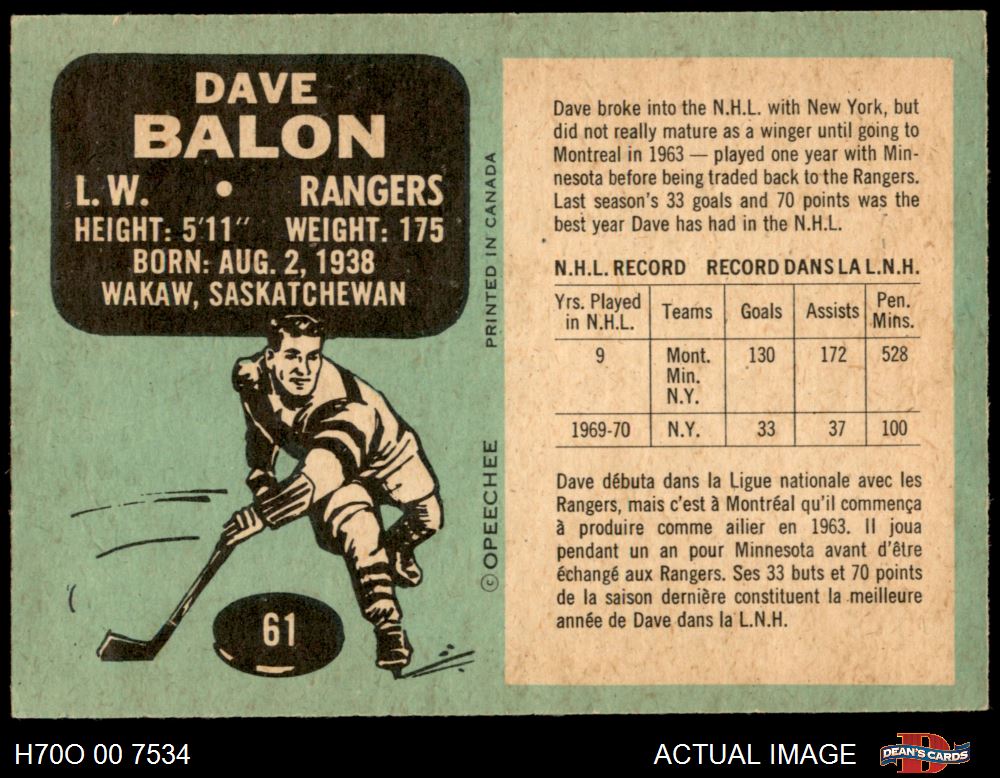 DAVE
BALON
L.W. • RANGERS
HEIGHT: 5'11" WEIGHT: 175
BORN: AUG. 2, 1938
WAKAW, SASKATCHEWAN
61
© OPEECHEE PRINTED IN CANADA
Dave broke into the N.H.L. with New York, but
did not really mature as a winger until going to
Montreal in 1963 — played one year with Min-
nesota before being traded back to the Rangers.
Last season's 33 goals and 70 points was the
best year Dave has had in the N.H.L.
N.H.L. RECORD RECORD DANS LA L.N.H.
Yrs. Played Teams Goals Assists Pen.
in N.H.L. Mins.
9 Mont. 130 172 528
Min.
N.Y.
1969-70 N.Y. 33 37 100
Dave débuta dans la Ligue nationale avec les
Rangers, mais c'est à Montréal qu'il commença
à produire comme ailier en 1963. Il joua
pendant un an pour Minnesota avant d'être
échangé aux Rangers. Ses 33 buts et 70 points
de la saison dernière constituent la meilleure
année de Dave dans la L.N.H.
H70O 00 7534
ACTUAL IMAGE
DEAN'S CARDS